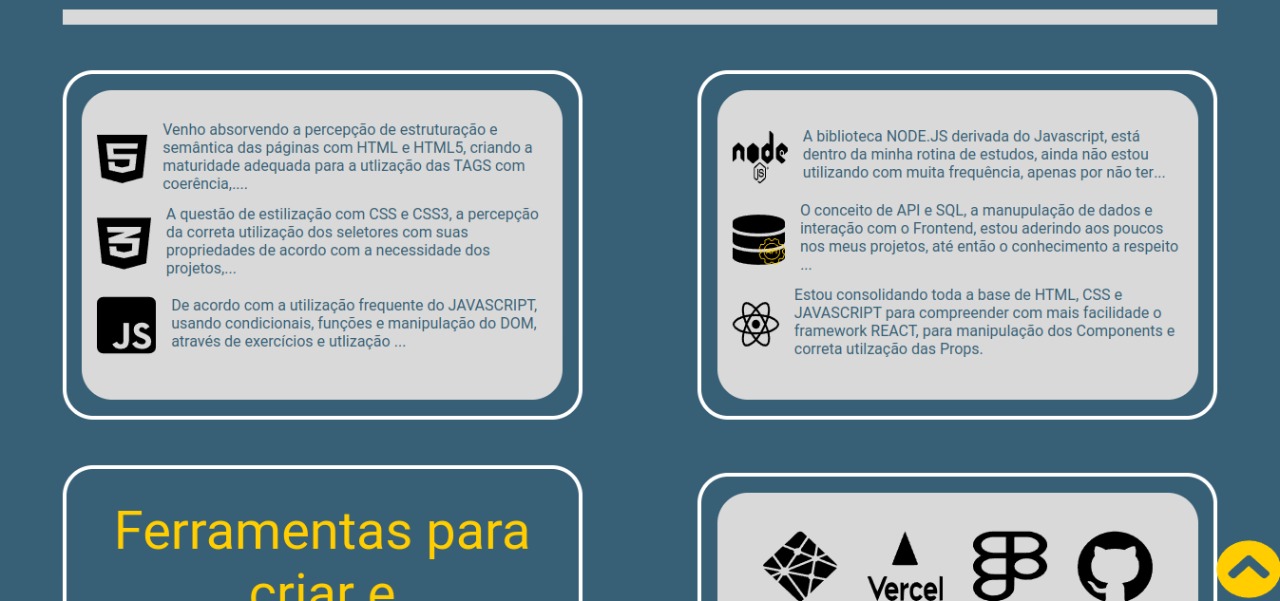 Venho absorvendo a percepção de estruturação e
semântica das páginas com HTML e HTML5, criando a
maturidade adequada para a utlização das TAGS com
coerência,....
A questão de estilização com CSS e CSS3, a percepção
da correta utilização dos seletores com suas
propriedades de acordo com a necessidade dos
projetos,...
JS
De acordo com a utilização frequente do JAVASCRIPT,
usando condicionais, funções e manipulação do DOM,
através de exercícios e utlização ...
node
JS
A biblioteca NODE.JS derivada do Javascript, está
dentro da minha rotina de estudos, ainda não estou
utilizando com muita frequência, apenas por não ter...
O conceito de API e SQL, a manupulação de dados e
interação com o Frontend, estou aderindo aos poucos
nos meus projetos, até então o conhecimento a respeito
...
Estou consolidando toda a base de HTML, CSS e
JAVASCRIPT para compreender com mais facilidade o
framework REACT, para manipulação dos Components e
correta utilzação das Props.
Ferramentas para
criar e
Vercel